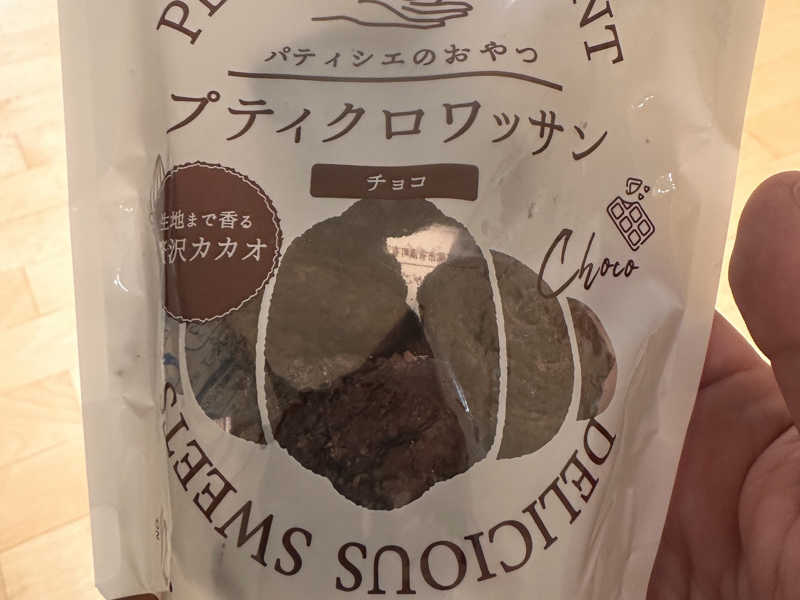 パティシエのおやつ
プティクロワッサン
チョコ
生地まで香る
贅沢カカオ
Choco
DELICIOUS SWEETS